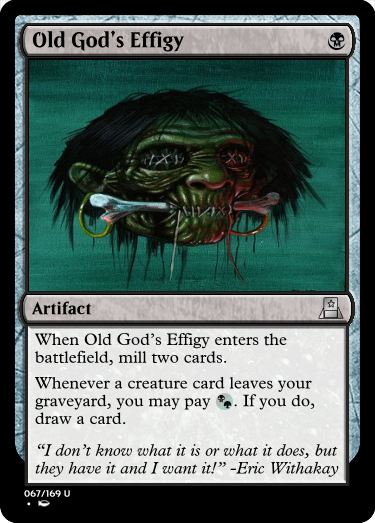 Old God's Effigy
Artifact
When Old God's Effigy enters the
battlefield, mill two cards.
Whenever a creature card leaves your
graveyard, you may pay . If you do,
draw a card.
“I don't know what it is or what it does, but
they have it and I want it!” -Eric Withakay
067/169 U